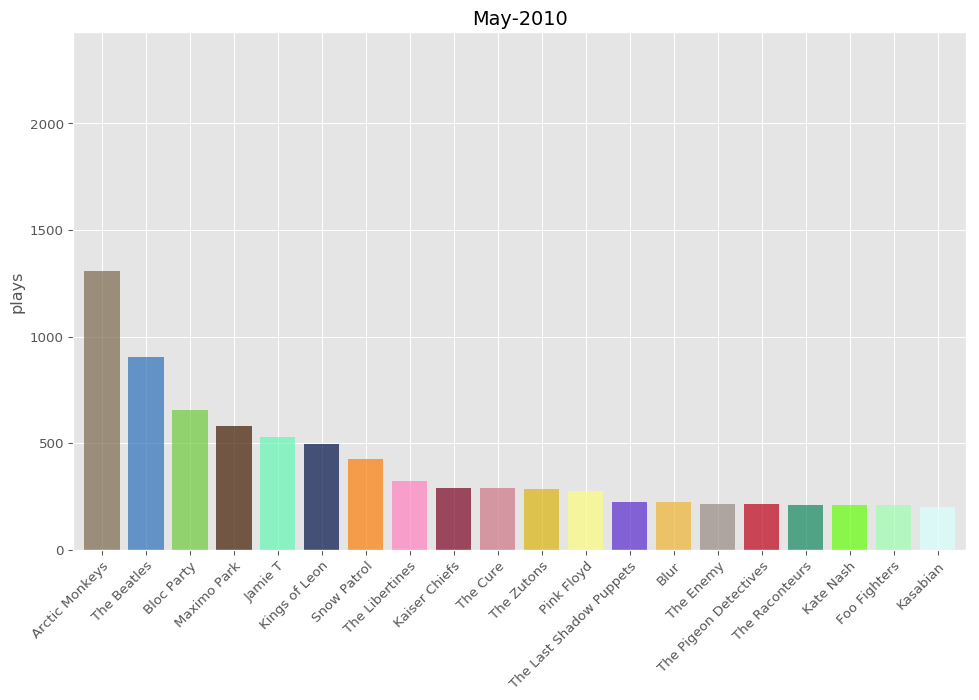 May-2010
plays
2000
1500
1000
500
0
Arctic Monkeys
The Beatles
Bloc Party
Maximo Park
Jamie T
Kings of Leon
Snow Patrol
The Libertines
Kaiser Chiefs
The Cure
The Zutons
Pink Floyd
The Last Shadow Puppets
Blur
The Enemy
The Pigeon Detectives
The Raconteurs
Kate Nash
Foo Fighters
Kasabian